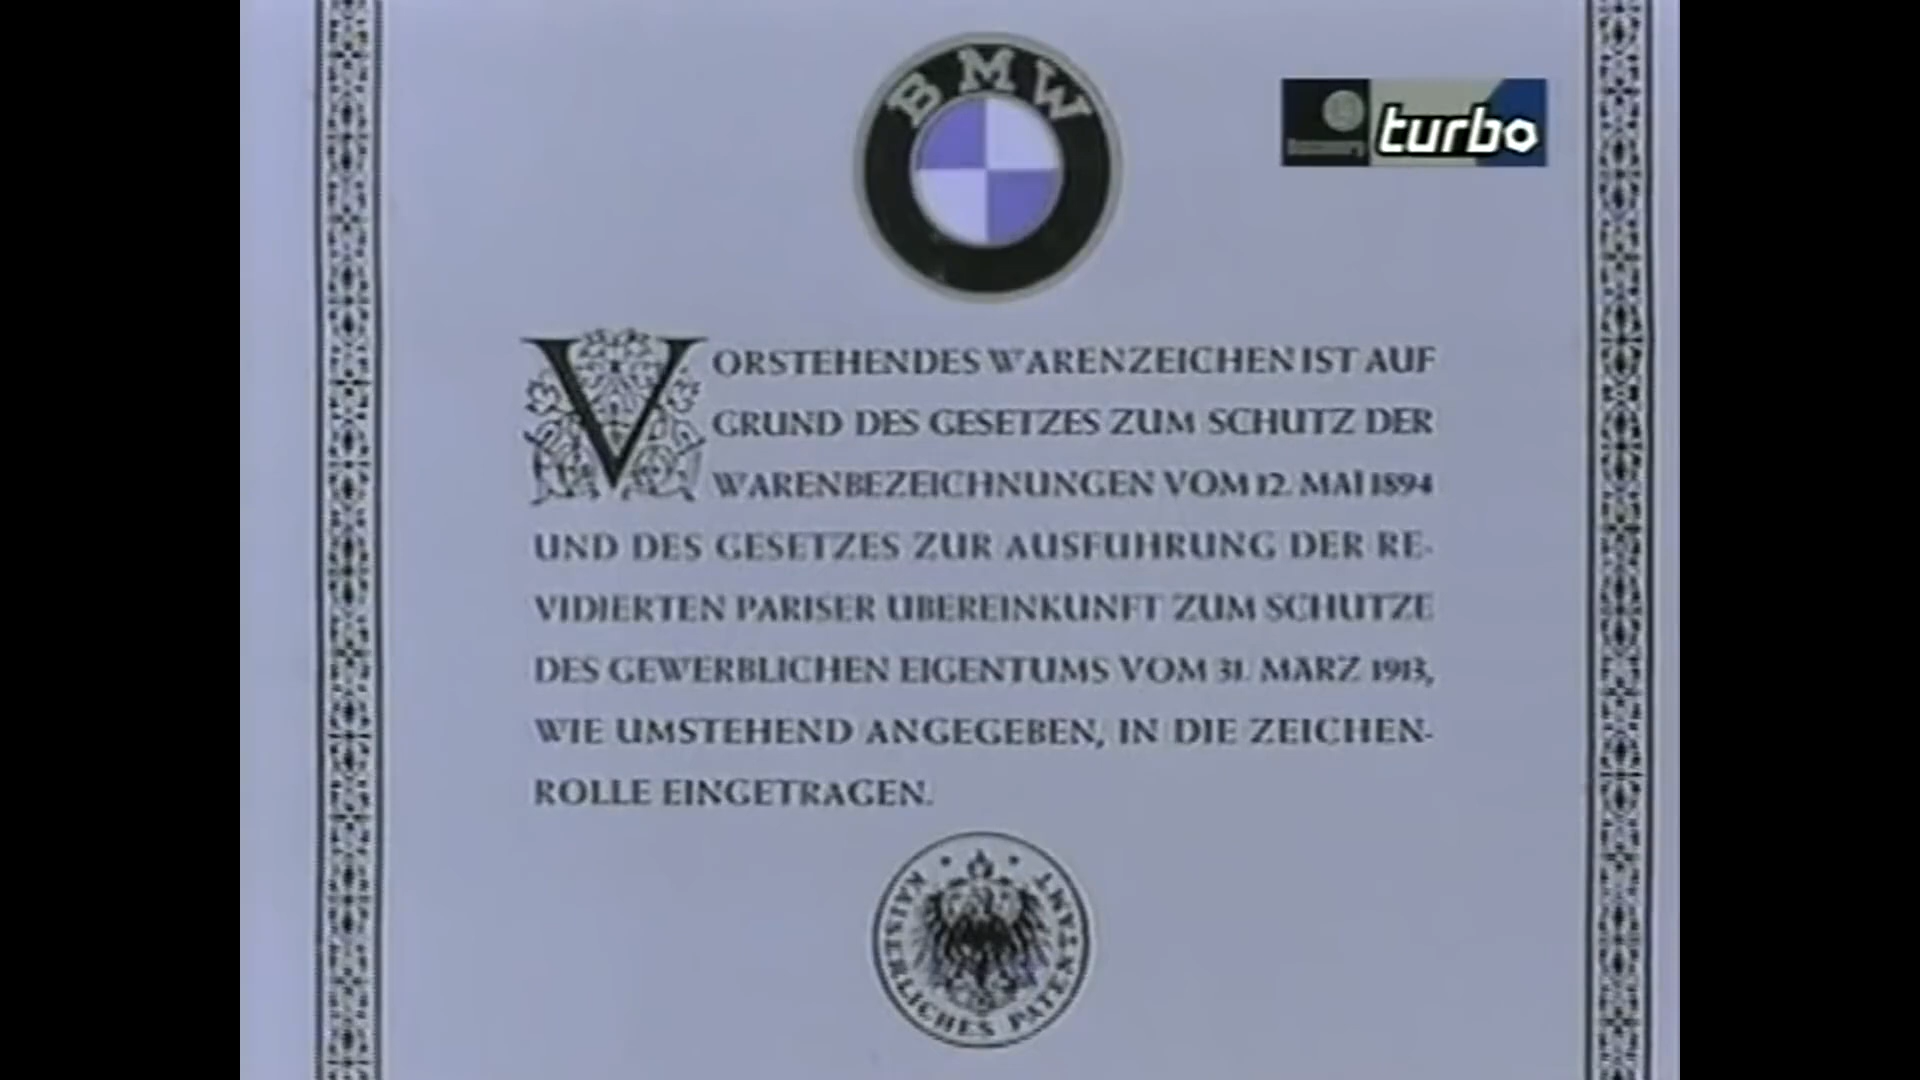 BMW
turbo
VORSTEHENDES WARENZEICHEN IST AUF
GRUND DES GESETZES ZUM SCHUTZ DER
WARENBEZEICHNUNGEN VOM 12. MAI 1894
UND DES GESETZES ZUR AUSFUHRUNG DER RE-
VIDIERTEN PARISER UBEREINKUNFT ZUM SCHUTZE
DES GEWERBLICHEN EIGENTUMS VOM 31. MARZ 1913,
WIE UMSTEHEND ANGEGEBEN, IN DIE ZEICHEN-
ROLLE EINGETRAGEN.
KAISERLICHES PATENTAMT